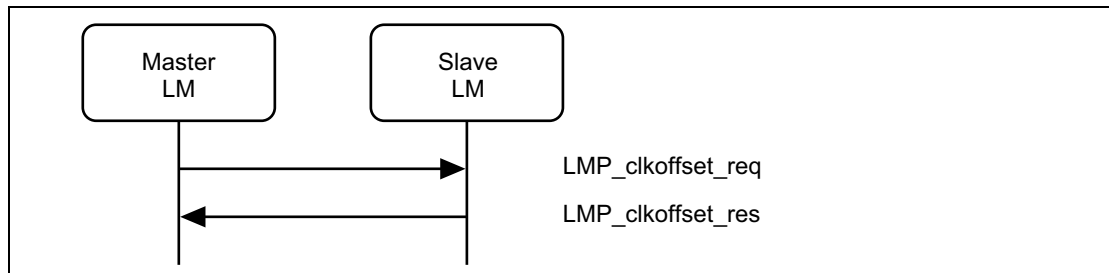 Master
LM
Slave
LM
LMP_clkoffset_req
LMP_clkoffset_res